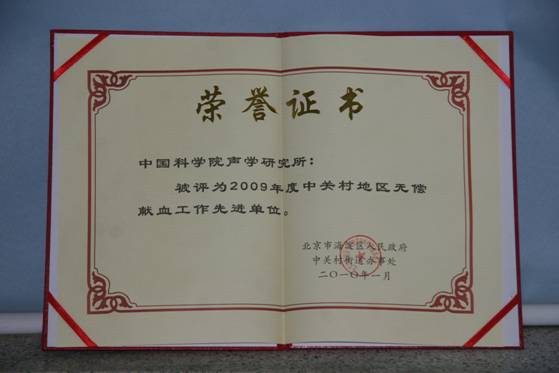 荣誉证书
中国科学院声学研究所：
被评为2009年度中关村地区无偿
献血工作先进单位。
北京市海淀区人民政府
中关村街道办事处
二〇一〇年一月